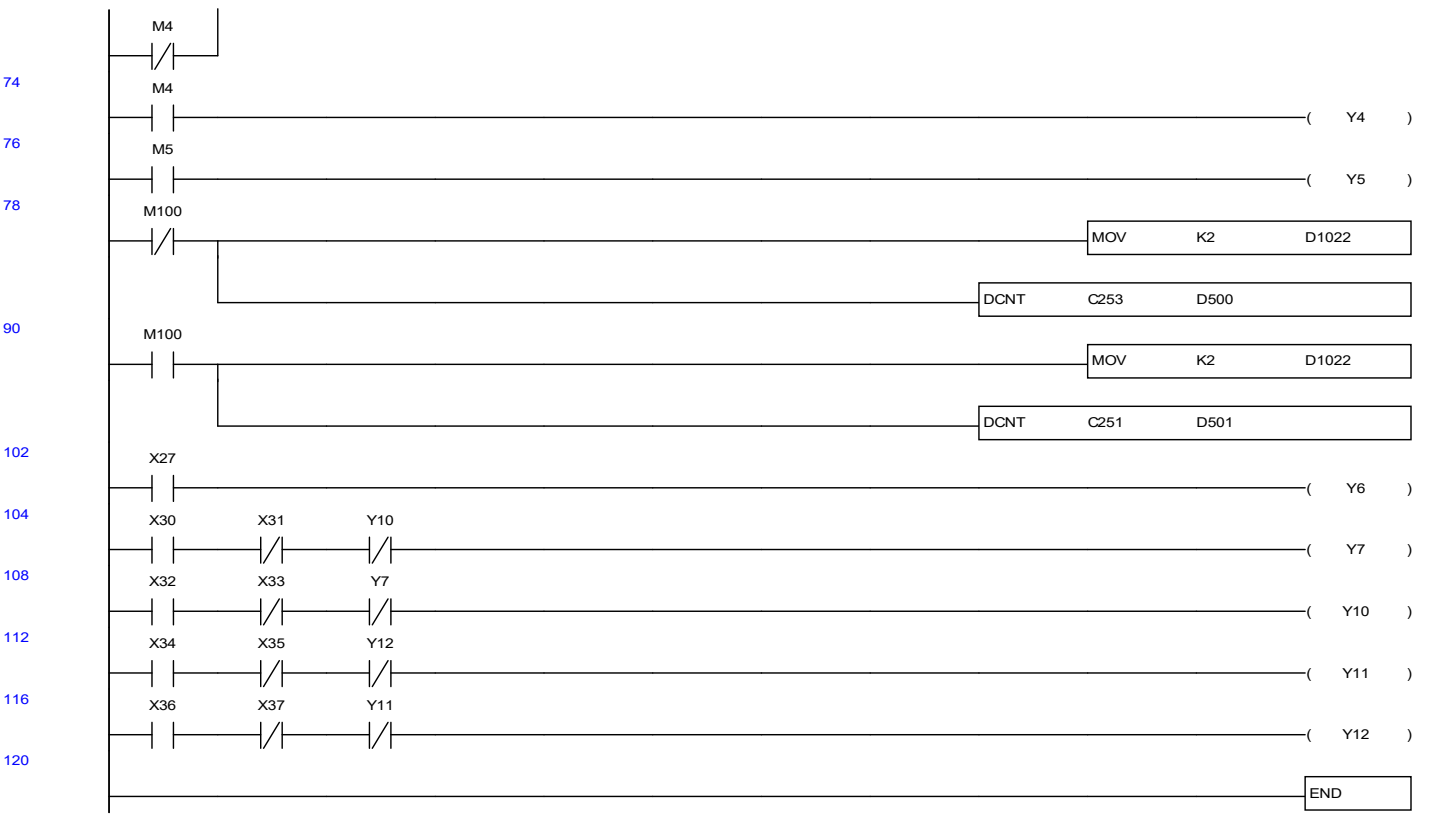 M4
74
M4
( Y4 )
76
M5
( Y5 )
78
M100
MOV K2 D1022
DCNT C253 D500
90
M100
MOV K2 D1022
DCNT C251 D501
102
X27
( Y6 )
104
X30 X31 Y10
( Y7 )
108
X32 X33 Y7
( Y10 )
112
X34 X35 Y12
( Y11 )
116
X36 X37 Y11
( Y12 )
120
END